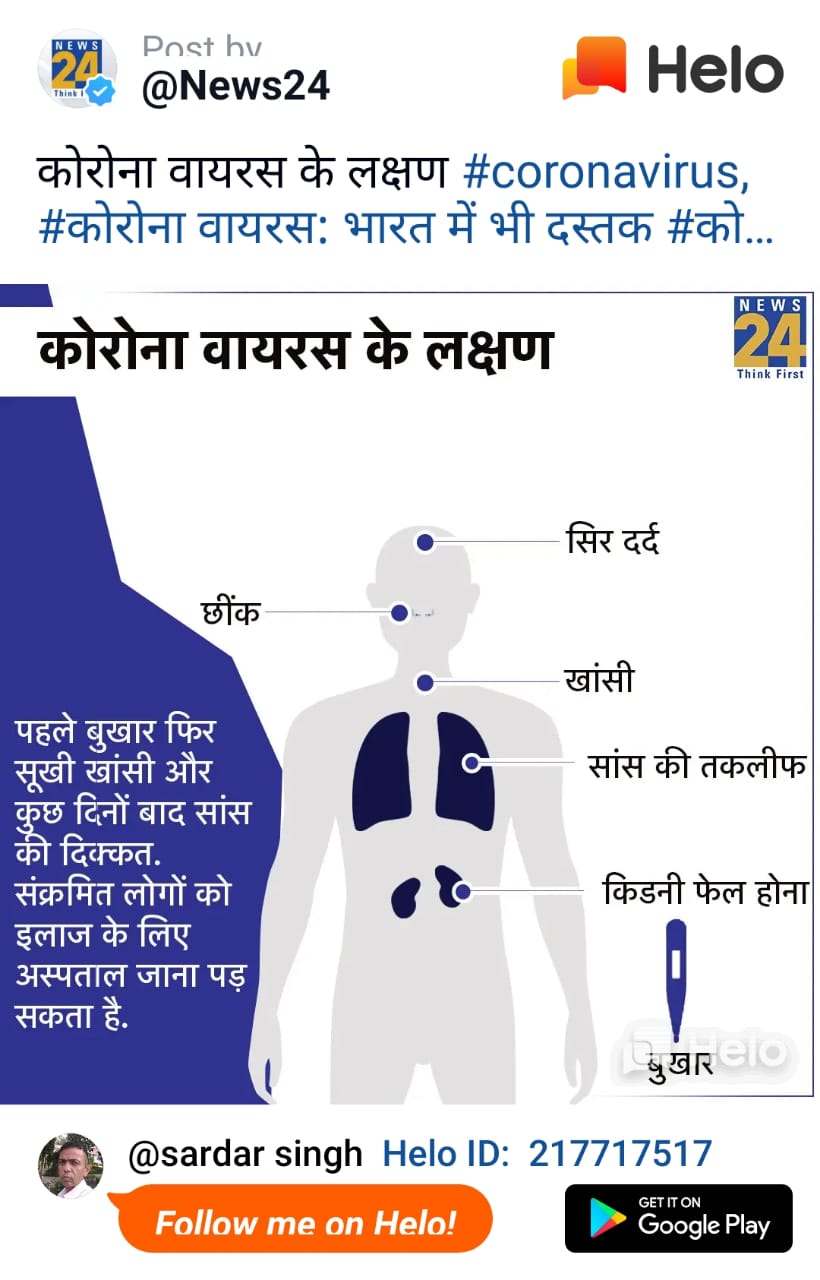 NEWS
24
Think
Post by
@News24
Helo
कोरोना वायरस के लक्षण #coronavirus,
#कोरोना वायरस: भारत में भी दस्तक #को...
कोरोना वायरस के लक्षण
NEWS
24
Think First
सिर दर्द
छींक
खांसी
सांस की तकलीफ
किडनी फेल होना
बुखार
Helo
पहले बुखार फिर
सूखी खांसी और
कुछ दिनों बाद सांस
की दिक्कत.
संक्रमित लोगों को
इलाज के लिए
अस्पताल जाना पड़
सकता है.
@sardar singh Helo ID: 217717517
Follow me on Helo!
GET IT ON
Google Play